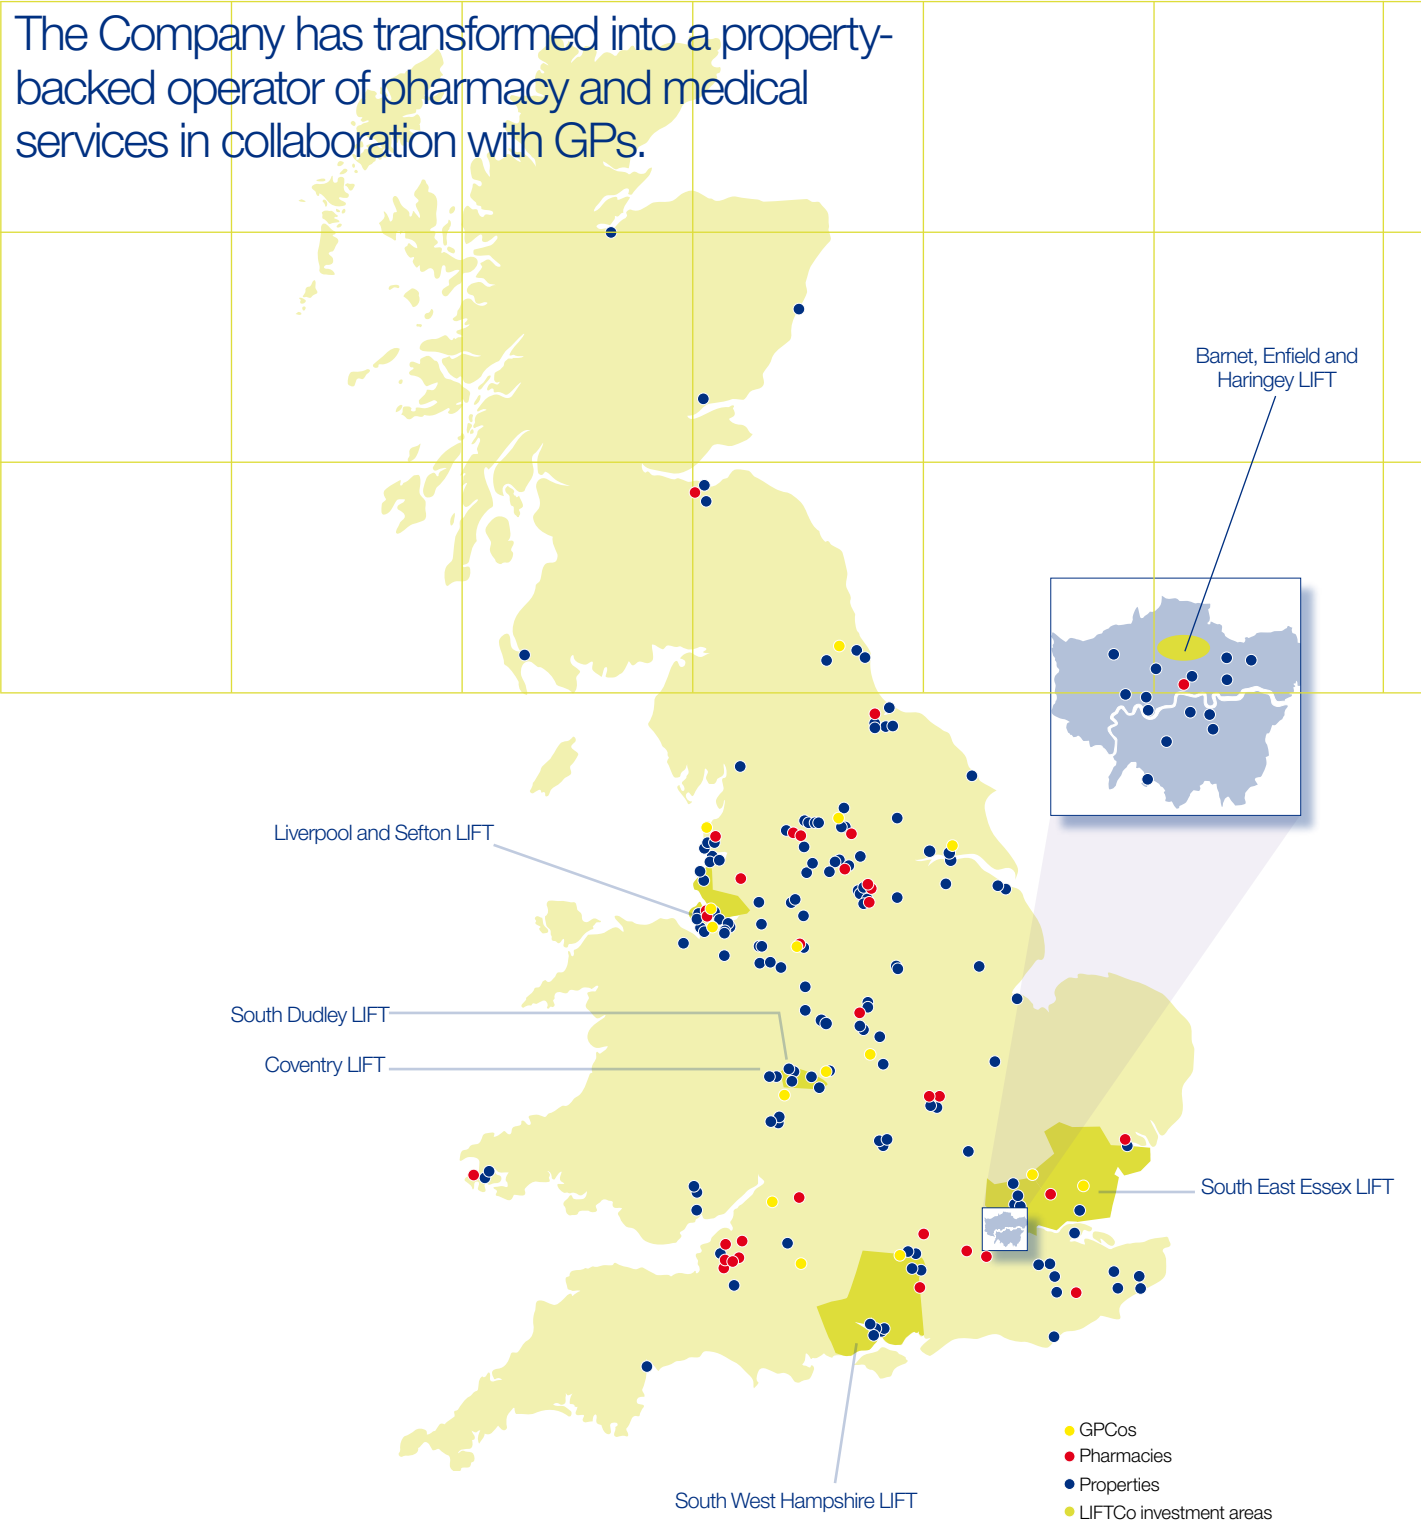 The Company has transformed into a property-
backed operator of pharmacy and medical
services in collaboration with GPs.
Barnet, Enfield and
Haringey LIFT
Liverpool and Sefton LIFT
South Dudley LIFT
Coventry LIFT
South East Essex LIFT
South West Hampshire LIFT
GPCos
Pharmacies
Properties
LIFTCo investment areas